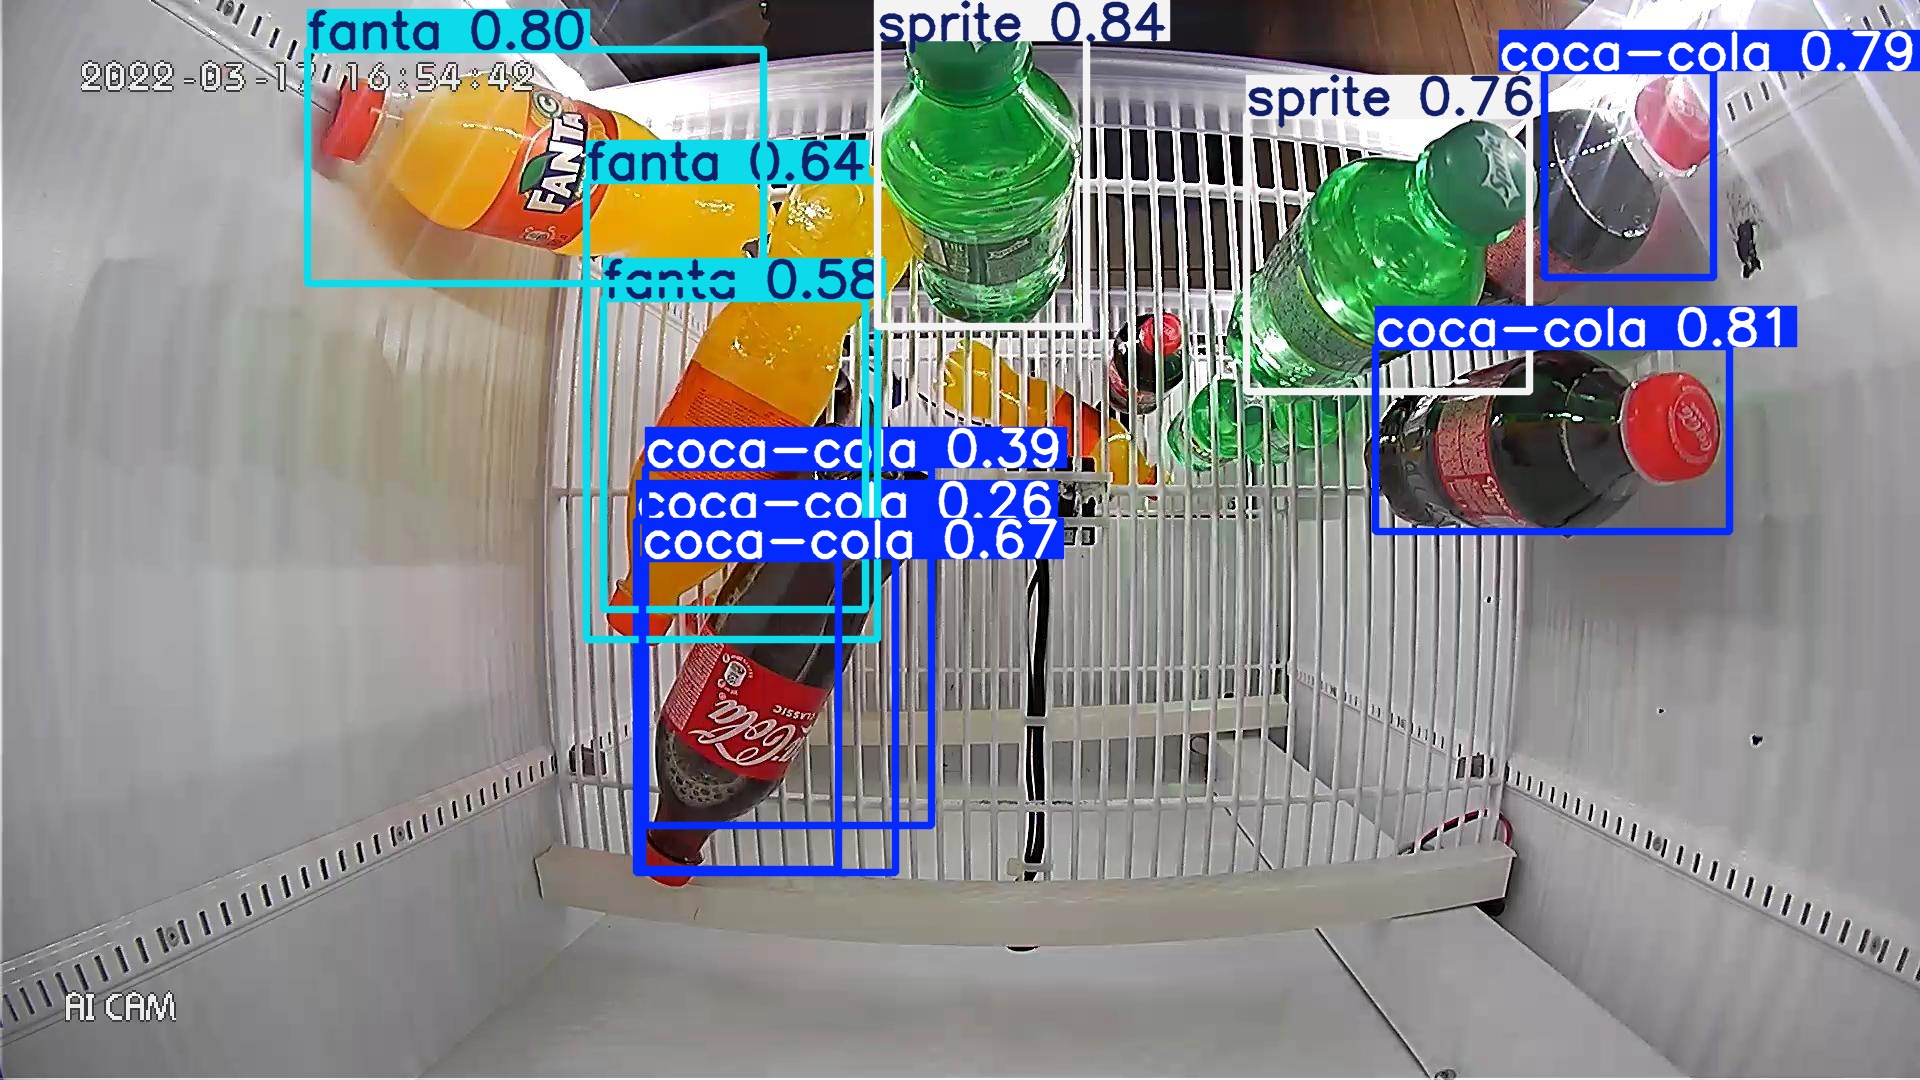 fanta 0.80
sprite 0.84
coca-cola 0.79
2022-03-17 16:54:42
sprite 0.76
FANTA
fanta 0.64
Sprite
fanta 0.58
coca-cola 0.81
coca-cola 0.39
coca-cola 0.26
coca-cola 0.67
Cola
CLASSIC
AI CAM